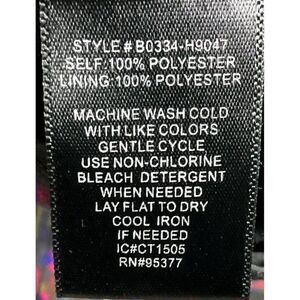 STYLE # B0334-H9047
SELF: 100% POLYESTER
LINING: 100% POLYESTER
MACHINE WASH COLD
WITH LIKE COLORS
GENTLE CYCLE
USE NON-CHLORINE
BLEACH DETERGENT
WHEN NEEDED
LAY FLAT TO DRY
COOL IRON
IF NEEDED
IC#CT1505
RN#95377